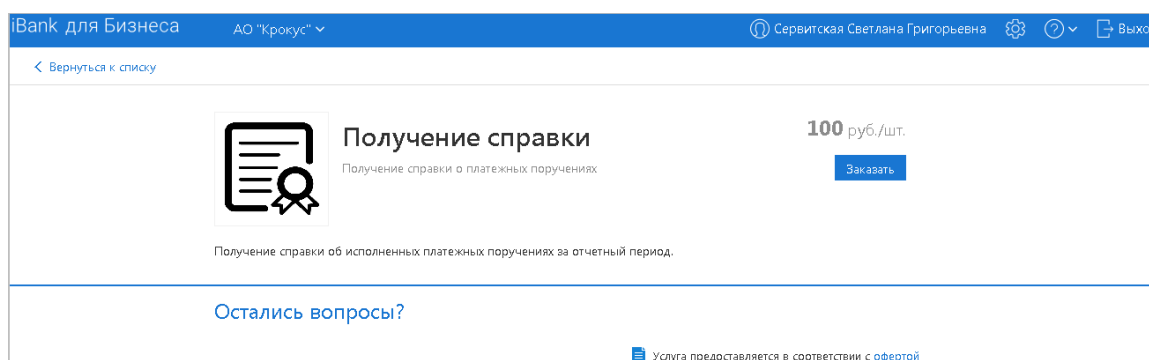 iBank для Бизнеса АО "Крокус" Сервитская Светлана Григорьевна
Вернуться к списку
Получение справки
100 руб./шт.
Получение справки о платежных поручениях
Заказать
Получение справки об исполненных платежных поручениях за отчетный период.
Остались вопросы?
Услуга предоставляется в соответствии с офертой